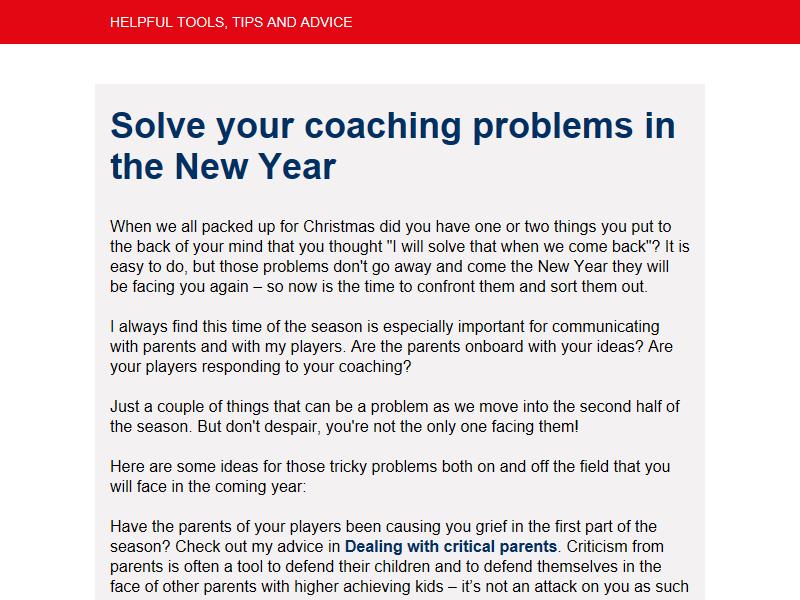 HELPFUL TOOLS, TIPS AND ADVICE
Solve your coaching problems in
the New Year
When we all packed up for Christmas did you have one or two things you put to
the back of your mind that you thought "I will solve that when we come back"? It is
easy to do, but those problems don't go away and come the New Year they will
be facing you again – so now is the time to confront them and sort them out.
I always find this time of the season is especially important for communicating
with parents and with my players. Are the parents onboard with your ideas? Are
your players responding to your coaching?
Just a couple of things that can be a problem as we move into the second half of
the season. But don't despair, you're not the only one facing them!
Here are some ideas for those tricky problems both on and off the field that you
will face in the coming year:
Have the parents of your players been causing you grief in the first part of the
season? Check out my advice in Dealing with critical parents. Criticism from
parents is often a tool to defend their children and to defend themselves in the
face of other parents with higher achieving kids – it’s not an attack on you as such